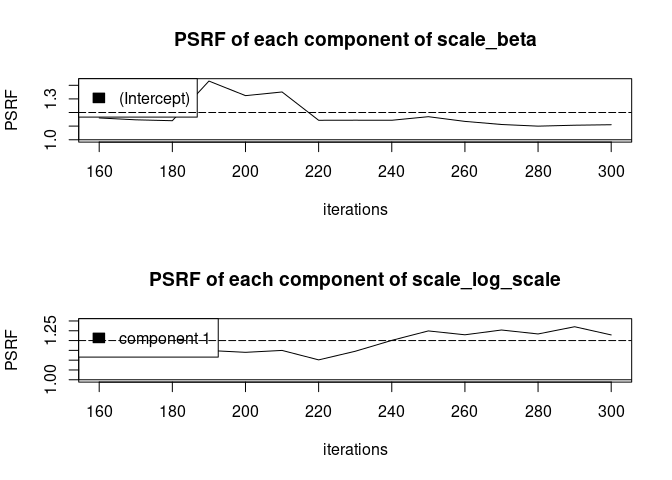 PSRF of each component of scale_beta
PSRF
1.3
1.0
(Intercept)
160 180 200 220 240 260 280 300
iterations
PSRF of each component of scale_log_scale
PSRF
1.25
1.00
component 1
160 180 200 220 240 260 280 300
iterations